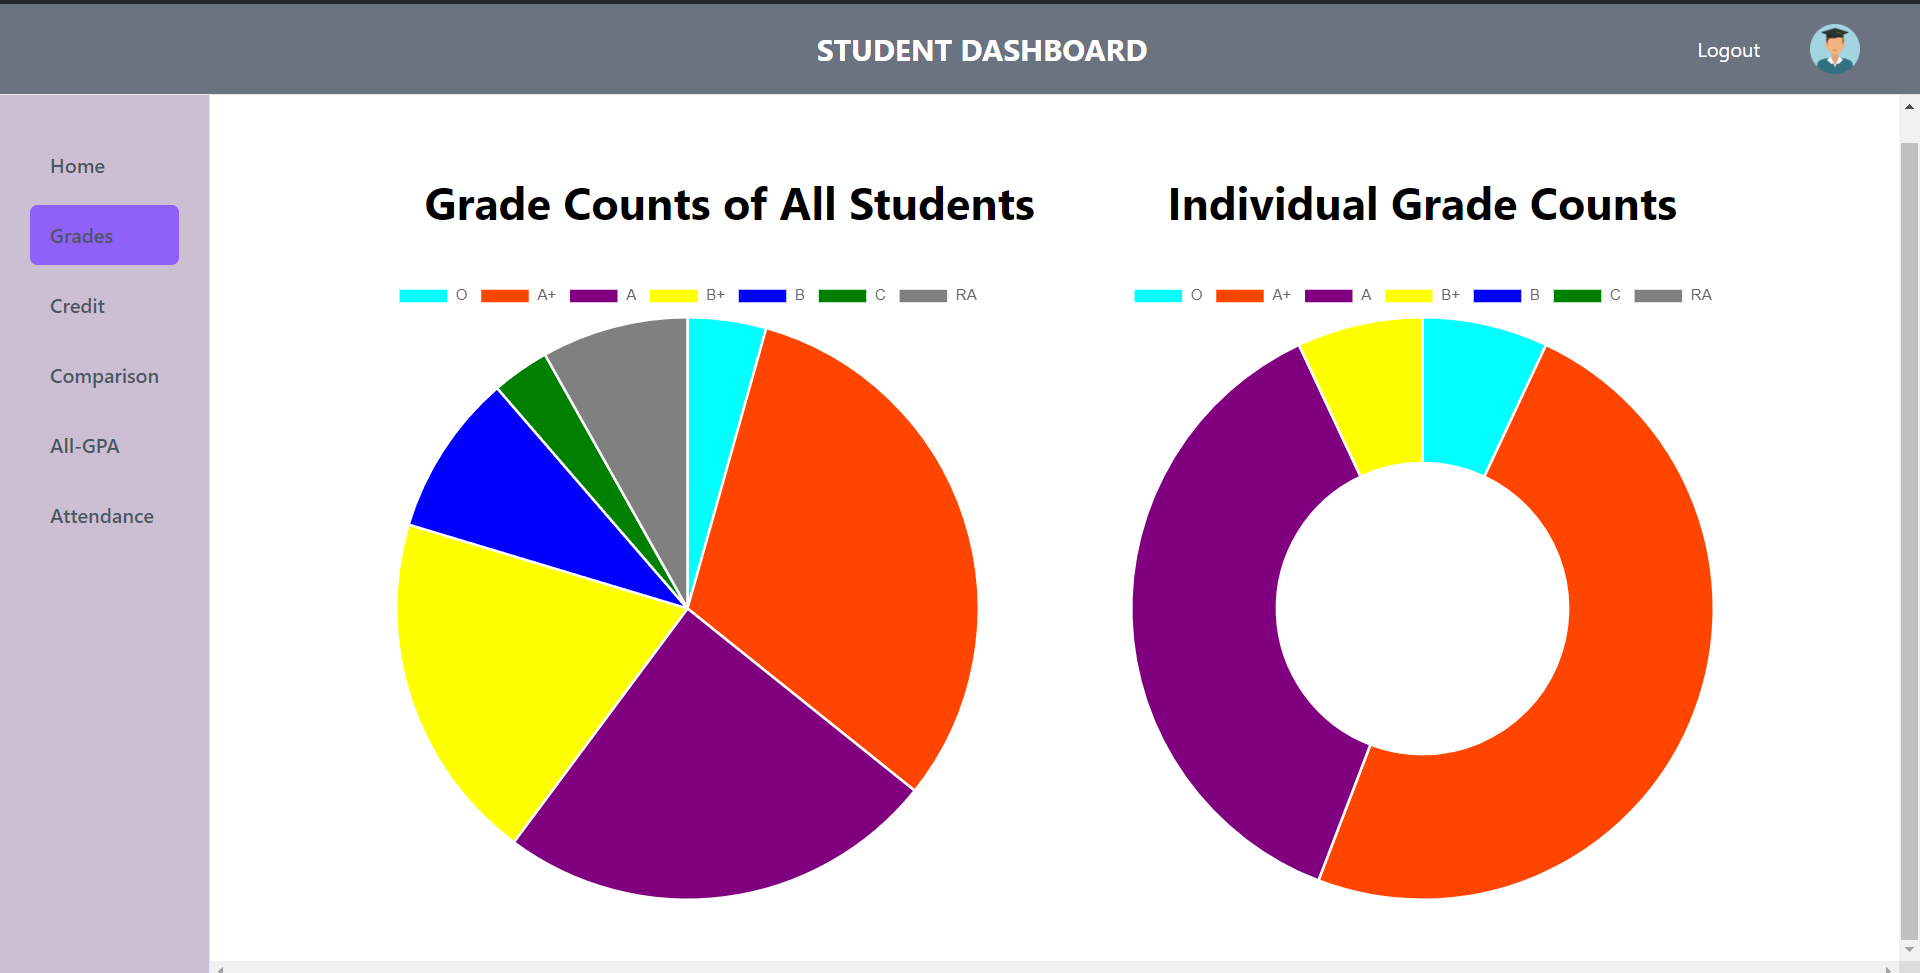 STUDENT DASHBOARD
Logout
Home
Grades
Credit
Comparison
All-GPA
Attendance
Grade Counts of All Students
O A+ A B+ B C RA
Individual Grade Counts
O A+ A B+ B C RA